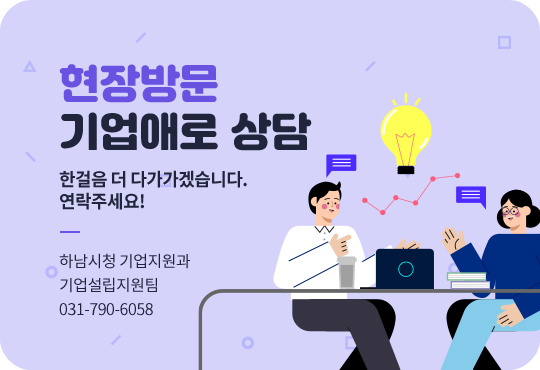 현장방문
기업애로 상담
한걸음 더 다가가겠습니다.
연락주세요!
하남시청 기업지원과
기업설립지원팀
031-790-6058